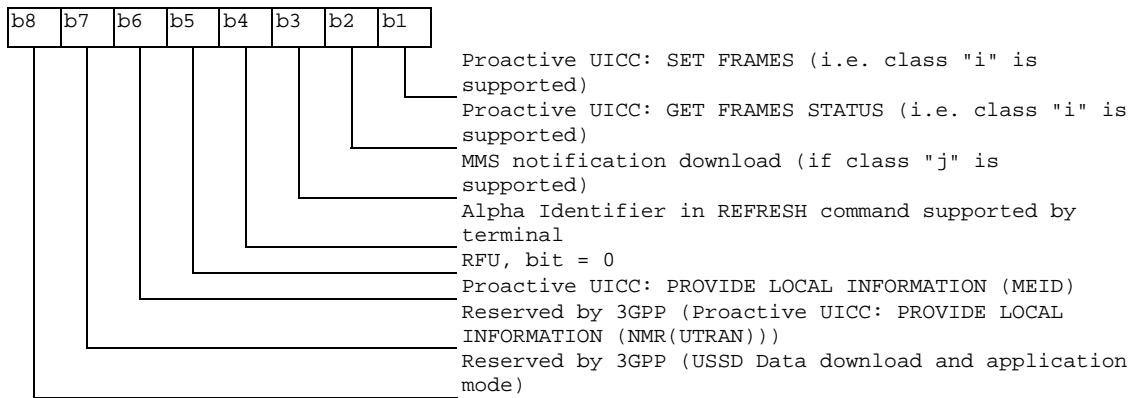 b8 b7 b6 b5 b4 b3 b2 b1
Proactive UICC: SET FRAMES (i.e. class "i" is
supported)
Proactive UICC: GET FRAMES STATUS (i.e. class "i" is
supported)
MMS notification download (if class "j" is
supported)
Alpha Identifier in REFRESH command supported by
terminal
RFU, bit = 0
Proactive UICC: PROVIDE LOCAL INFORMATION (MEID)
Reserved by 3GPP (Proactive UICC: PROVIDE LOCAL
INFORMATION (NMR(UTRAN)))
Reserved by 3GPP (USSD Data download and application
mode)